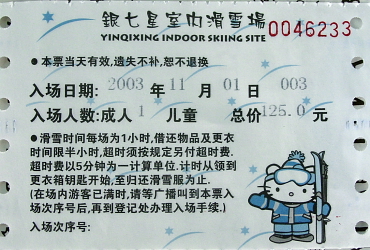 銀七星室内滑雪場
YINQIXING INDOOR SKIING SITE
0046233
●本票当天有效,遗失不补、恕不退换
入场日期: 2003 年 11 月 01 日 003
入场人数:成人 1 儿童 总价 125.0 元
●滑雪时间每场为1小时,借还物品及更衣
时间限半小时,超时须按规定另付超时费.
超时费以5分钟为一计算单位.计时从领到
更衣箱钥匙开始,至归还滑雪服为止.
(在场内游客已满时,请等广播叫到本票入
场次序号后,再到登记处办理入场手续.)
入场次序号: